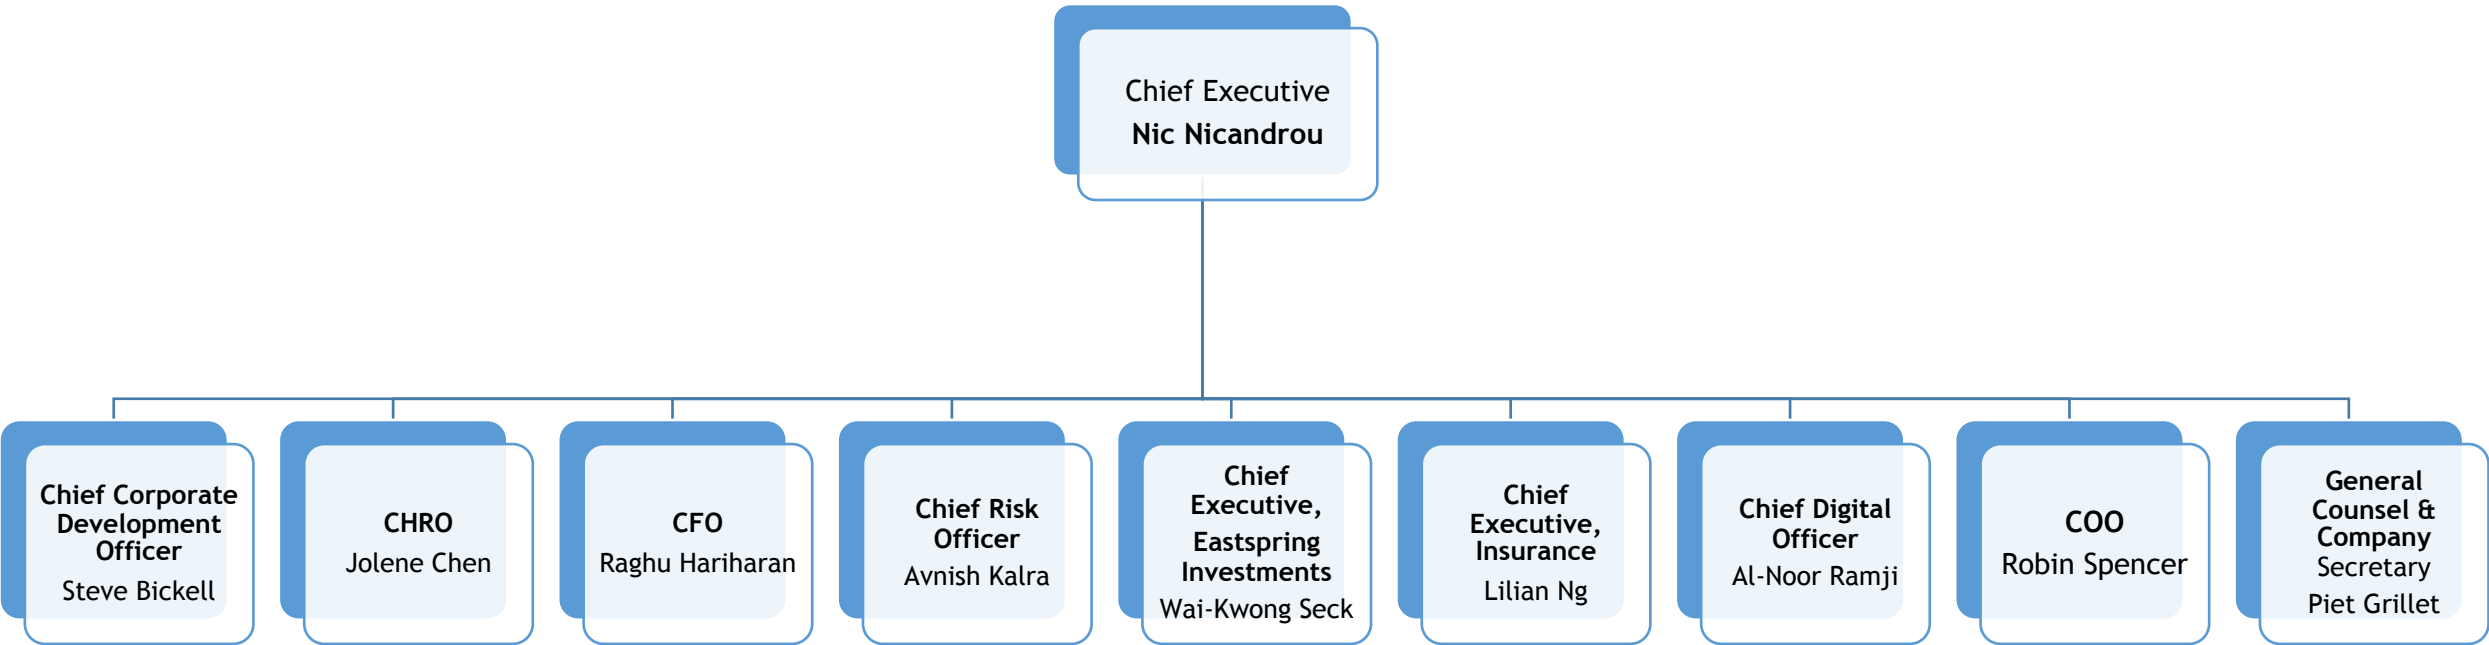 Chief Executive
Nic Nicandrou
Chief Corporate
Development
Officer
Steve Bickell
CHRO
Jolene Chen
CFO
Raghu Hariharan
Chief Risk
Officer
Avnish Kalra
Chief
Executive,
Eastspring
Investments
Wai-Kwong Seck
Chief
Executive,
Insurance
Lilian Ng
Chief Digital
Officer
Al-Noor Ramji
COO
Robin Spencer
General
Counsel &
Company
Secretary
Piet Grillet